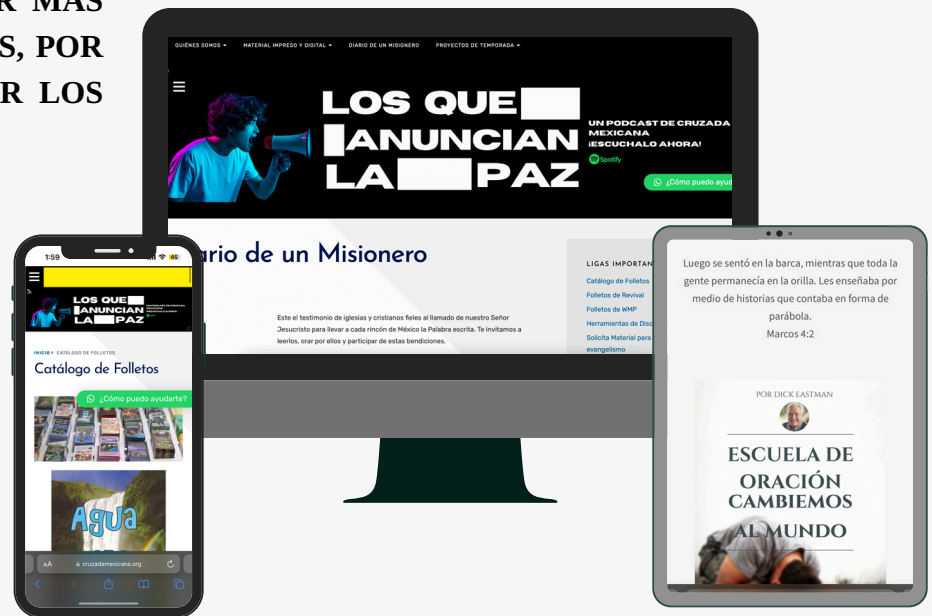 R MÁS
S, POR
R LOS
QUIÉNES SOMOS
MATERIAL IMPRESO Y DIGITAL
DIARIO DE UN MISIONERO
PROYECTOS DE TEMPORADA
LOS QUE
ANUNCIAN
LA PAZ
UN PODCAST DE CRUZADA
MEXICANA
¡ESCUCHALO AHORA!
Spotify
¿Cómo puedo ayud
ario de un Misionero
Este el testimonio de iglesias y cristianos fieles al llamado de nuestro Señor
Jesucristo para llevar a cada rincón de México la Palabra escrita. Te invitamos a
leerlos, orar por ellos y participar de estas bendiciones.
LIGAS IMPORTAN
Catálogo de Folletos
Folletos de Revival
Folletos de WMP
Herramientas de Disc
Solicita Material para
evangelismo
1:59
45
LOS QUE
ANUNCIAN
LA PAZ
INICIO > CATÁLOGO DE FOLLETOS
Catálogo de Folletos
¿Cómo puedo ayudarte?
Agua
AA
cruzadamexicana.org
Luego se sentó en la barca, mientras que toda la
gente permanecía en la orilla. Les enseñaba por
medio de historias que contaba en forma de
parábola.
Marcos 4:2
POR DICK EASTMAN
ESCUELA DE
ORACIÓN
CAMBIEMOS
AL MUNDO